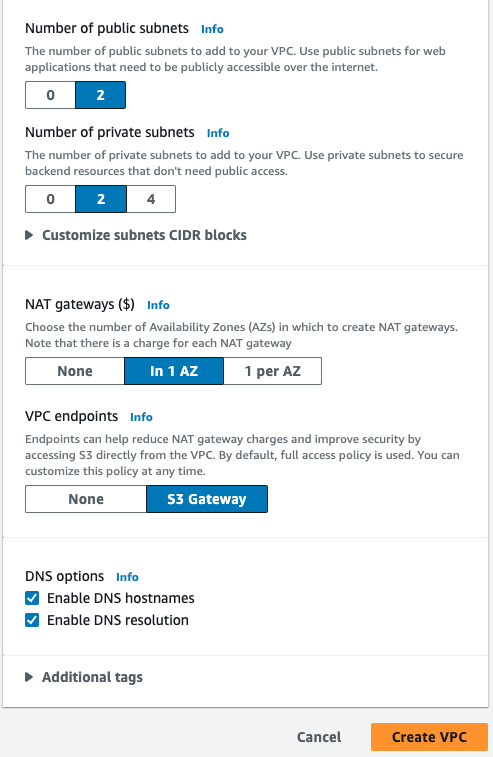 Number of public subnets Info
The number of public subnets to add to your VPC. Use public subnets for web
applications that need to be publicly accessible over the internet.
0 2
Number of private subnets Info
The number of private subnets to add to your VPC. Use private subnets to secure
backend resources that don't need public access.
0 2 4
Customize subnets CIDR blocks
NAT gateways ($) Info
Choose the number of Availability Zones (AZs) in which to create NAT gateways.
Note that there is a charge for each NAT gateway
None In 1 AZ 1 per AZ
VPC endpoints Info
Endpoints can help reduce NAT gateway charges and improve security by
accessing S3 directly from the VPC. By default, full access policy is used. You can
customize this policy at any time.
None S3 Gateway
DNS options Info
Enable DNS hostnames
Enable DNS resolution
Additional tags
Cancel Create VPC